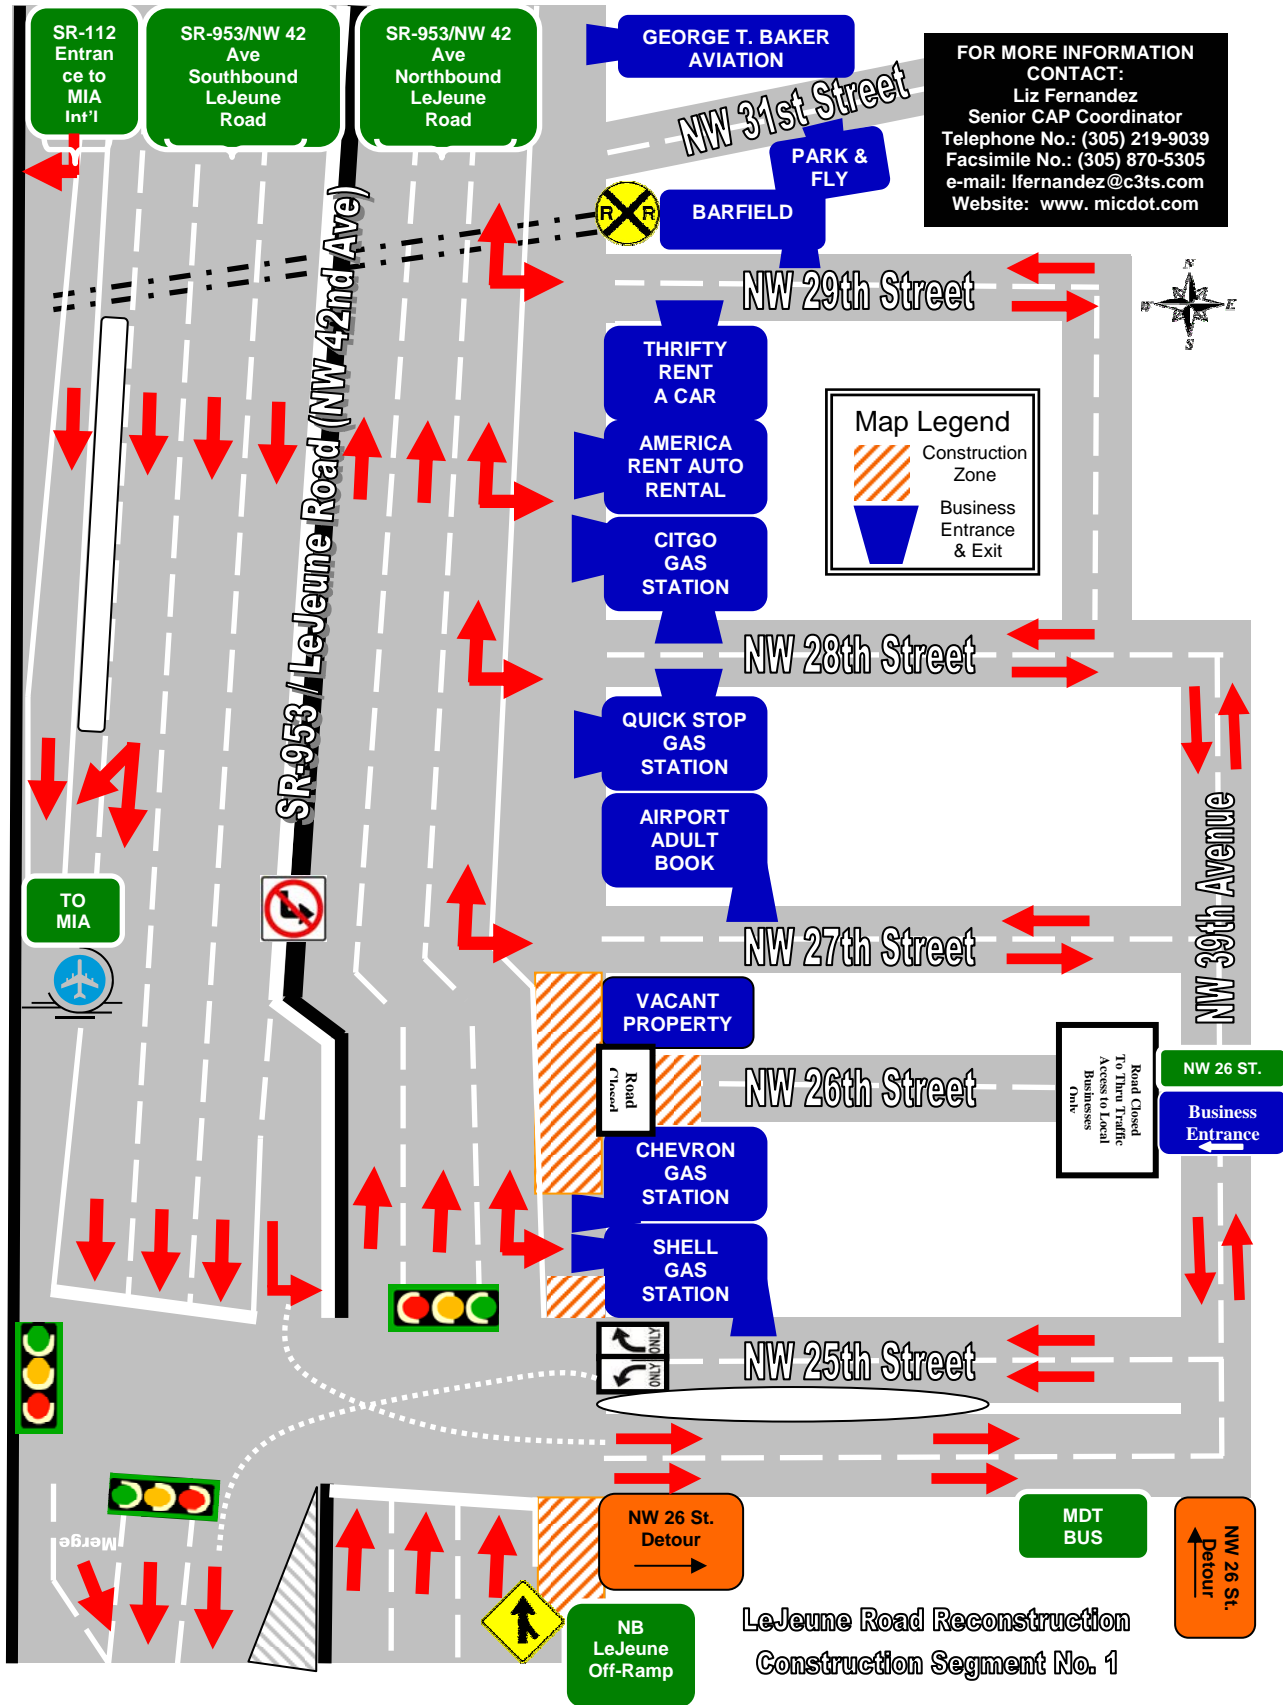 SR-112
Entran
ce to
MIA
Int'l
SR-953/NW 42
Ave
Southbound
LeJeune
Road
SR-953/NW 42
Ave
Northbound
LeJeune
Road
GEORGE T. BAKER
AVIATION
NW 31st Street
FOR MORE INFORMATION
CONTACT:
Liz Fernandez
Senior CAP Coordinator
Telephone No.: (305) 219-9039
Facsimile No.: (305) 870-5305
e-mail: lfernandez@c3ts.com
Website: www. micdot.com
PARK &
FLY
R R
BARFIELD
NW 29th Street
N
W E
S
SR-953 / LeJeune Road (NW 42nd Ave)
THRIFTY
RENT
A CAR
AMERICA
RENT AUTO
RENTAL
CITGO
GAS
STATION
Map Legend
Construction
Zone
Business
Entrance
& Exit
NW 28th Street
QUICK STOP
GAS
STATION
AIRPORT
ADULT
BOOK
NW 39th Avenue
TO
MIA
NW 27th Street
VACANT
PROPERTY
Road
Closed
NW 26th Street
Road Closed
To Thru Traffic
Access to Local
Businesses
Only
NW 26 ST.
Business
Entrance
CHEVRON
GAS
STATION
SHELL
GAS
STATION
ONLY
ONLY
NW 25th Street
Merge
NW 26 St.
Detour
MDT
BUS
NW 26 St.
Detour
NB
LeJeune
Off-Ramp
LeJeune Road Reconstruction
Construction Segment No. 1